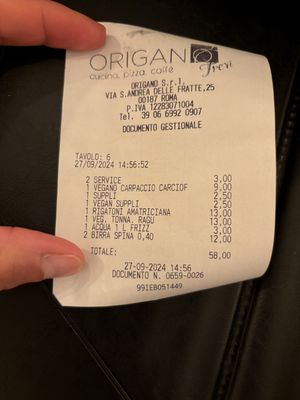 ORIGANO
Trevi
cucina, pizza, caffè
ORIGANO S.r.l.
VIA S.ANDREA DELLE FRATTE,25
00187 ROMA
P.IVA 12283071004
Tel. 39 06 6992 0907
DOCUMENTO GESTIONALE
TAVOLO: 6
27/09/2024 14:56:52
2 SERVICE 3,00
1 VEGANO CARPACCIO CARCIOF 9,00
1 SUPPLI 2,50
1 VEGAN SUPPLI 2,50
1 RIGATONI AMATRICIANA 13,00
1 VEG. TONNA. RAGU 13,00
1 ACQUA 1 L FRIZZ 3,00
2 BIRRA SPINA 0,40 12,00
TOTALE: 58,00
27-09-2024 14:56
DOCUMENTO N. 0659-0026
99IEB051449